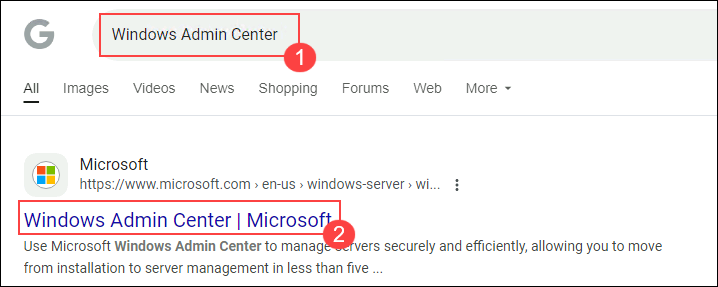 Windows Admin Center
1
All Images Videos News Shopping Forums Web More
Microsoft
https://www.microsoft.com › en-us › windows-server › wi...
Windows Admin Center | Microsoft
2
Use Microsoft Windows Admin Center to manage servers securely and efficiently, allowing you to move
from installation to server management in less than five ...